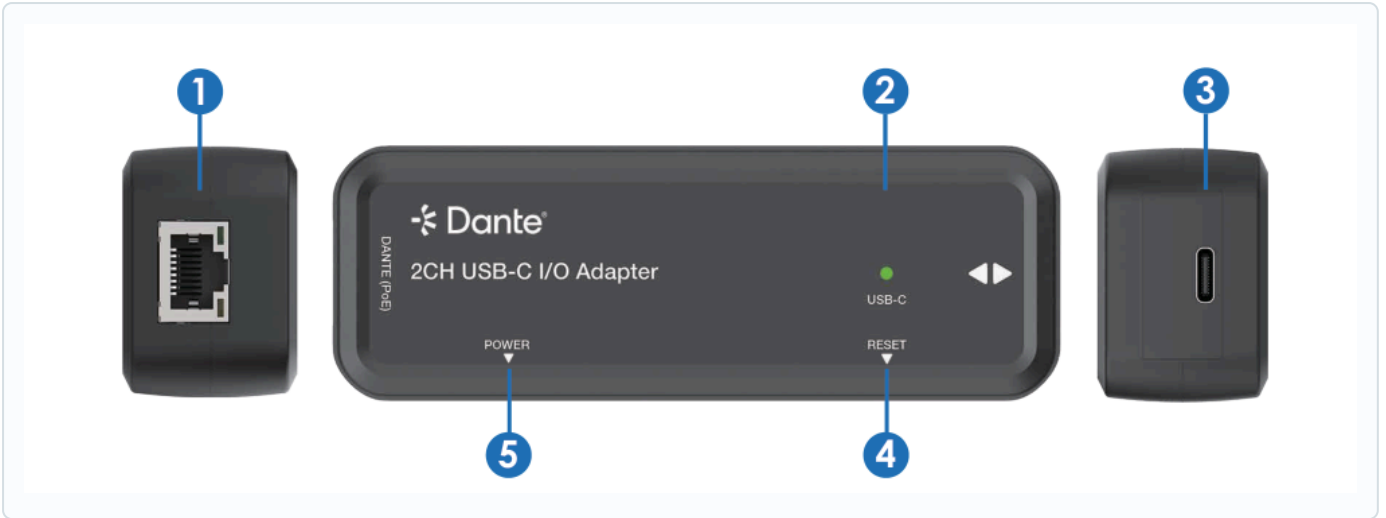 1
2
3
Dante®
DANTE (PoE)
2CH USB-C I/O Adapter
USB-C
POWER
RESET
5
4